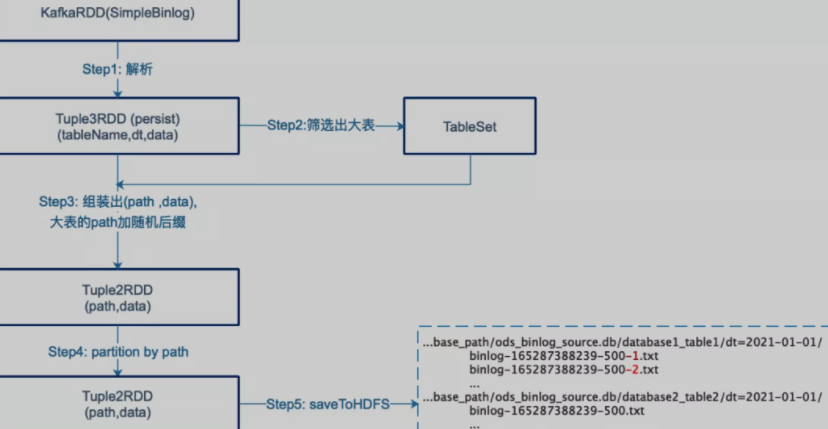 KafkaRDD(SimpleBinlog)
Step1: 解析
Tuple3RDD (persist)
(tableName,dt,data)
Step2:筛选出大表
TableSet
Step3: 组装出(path ,data),
大表的path加随机后缀
Tuple2RDD
(path,data)
Step4: partition by path
Tuple2RDD
(path,data)
Step5: saveToHDFS
...base_path/ods_binlog_source.db/database1_table1/dt=2021-01-01/
binlog-165287388239-500-1.txt
binlog-165287388239-500-2.txt
...
...base_path/ods_binlog_source.db/database2_table2/dt=2021-01-01/
binlog-165287388239-500.txt
...